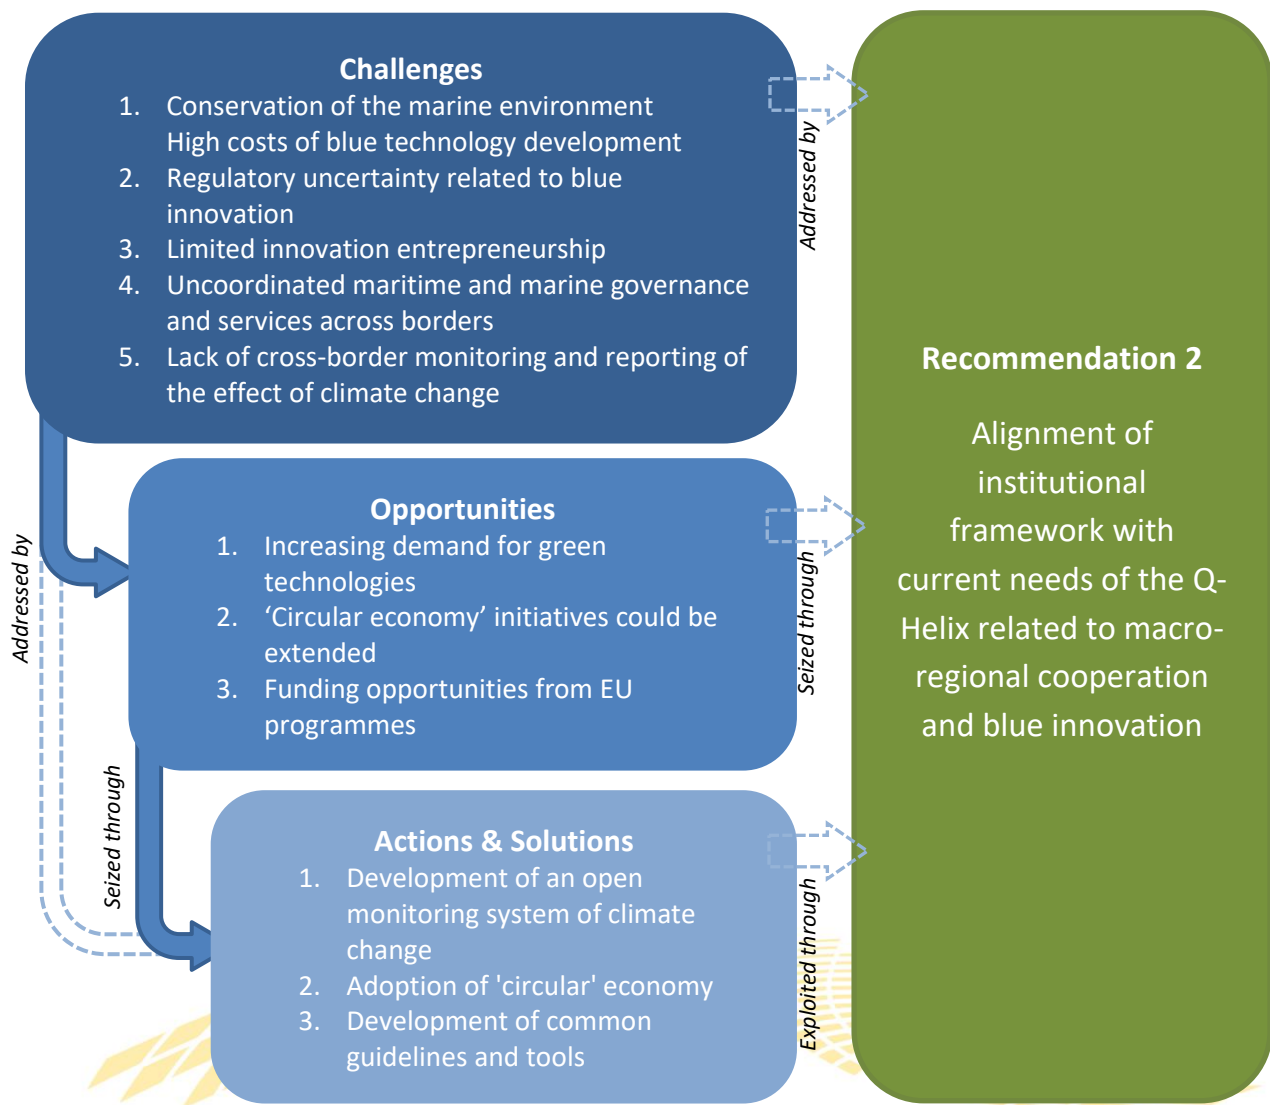 Challenges
1. Conservation of the marine environment
High costs of blue technology development
2. Regulatory uncertainty related to blue
innovation
3. Limited innovation entrepreneurship
4. Uncoordinated maritime and marine governance
and services across borders
5. Lack of cross-border monitoring and reporting of
the effect of climate change
Addressed by
Opportunities
1. Increasing demand for green
technologies
2. ‘Circular economy’ initiatives could be
extended
3. Funding opportunities from EU
programmes
Addressed by
Seized through
Actions & Solutions
1. Development of an open
monitoring system of climate
change
2. Adoption of 'circular' economy
3. Development of common
guidelines and tools
Seized through
Exploited through
Recommendation 2
Alignment of
institutional
framework with
current needs of the Q-
Helix related to macro-
regional cooperation
and blue innovation